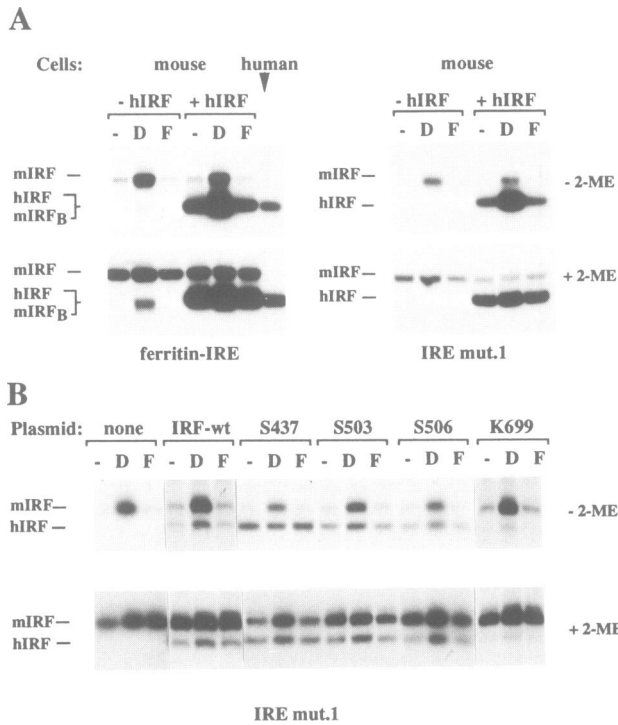 A
Cells: mouse human mouse
- hIRF + hIRF - hIRF + hIRF
- D F - D F - D F - D F
mIRF
hIRF
mIRFB
mIRF
hIRF
- 2-ME
mIRF
hIRF
mIRFB
mIRF
hIRF
+ 2-ME
ferritin-IRE IRE mut.1
B
Plasmid: none IRF-wt S437 S503 S506 K699
- D F - D F - D F - D F - D F - D F
mIRF
hIRF
- 2-ME
mIRF
hIRF
+ 2-ME
IRE mut.1